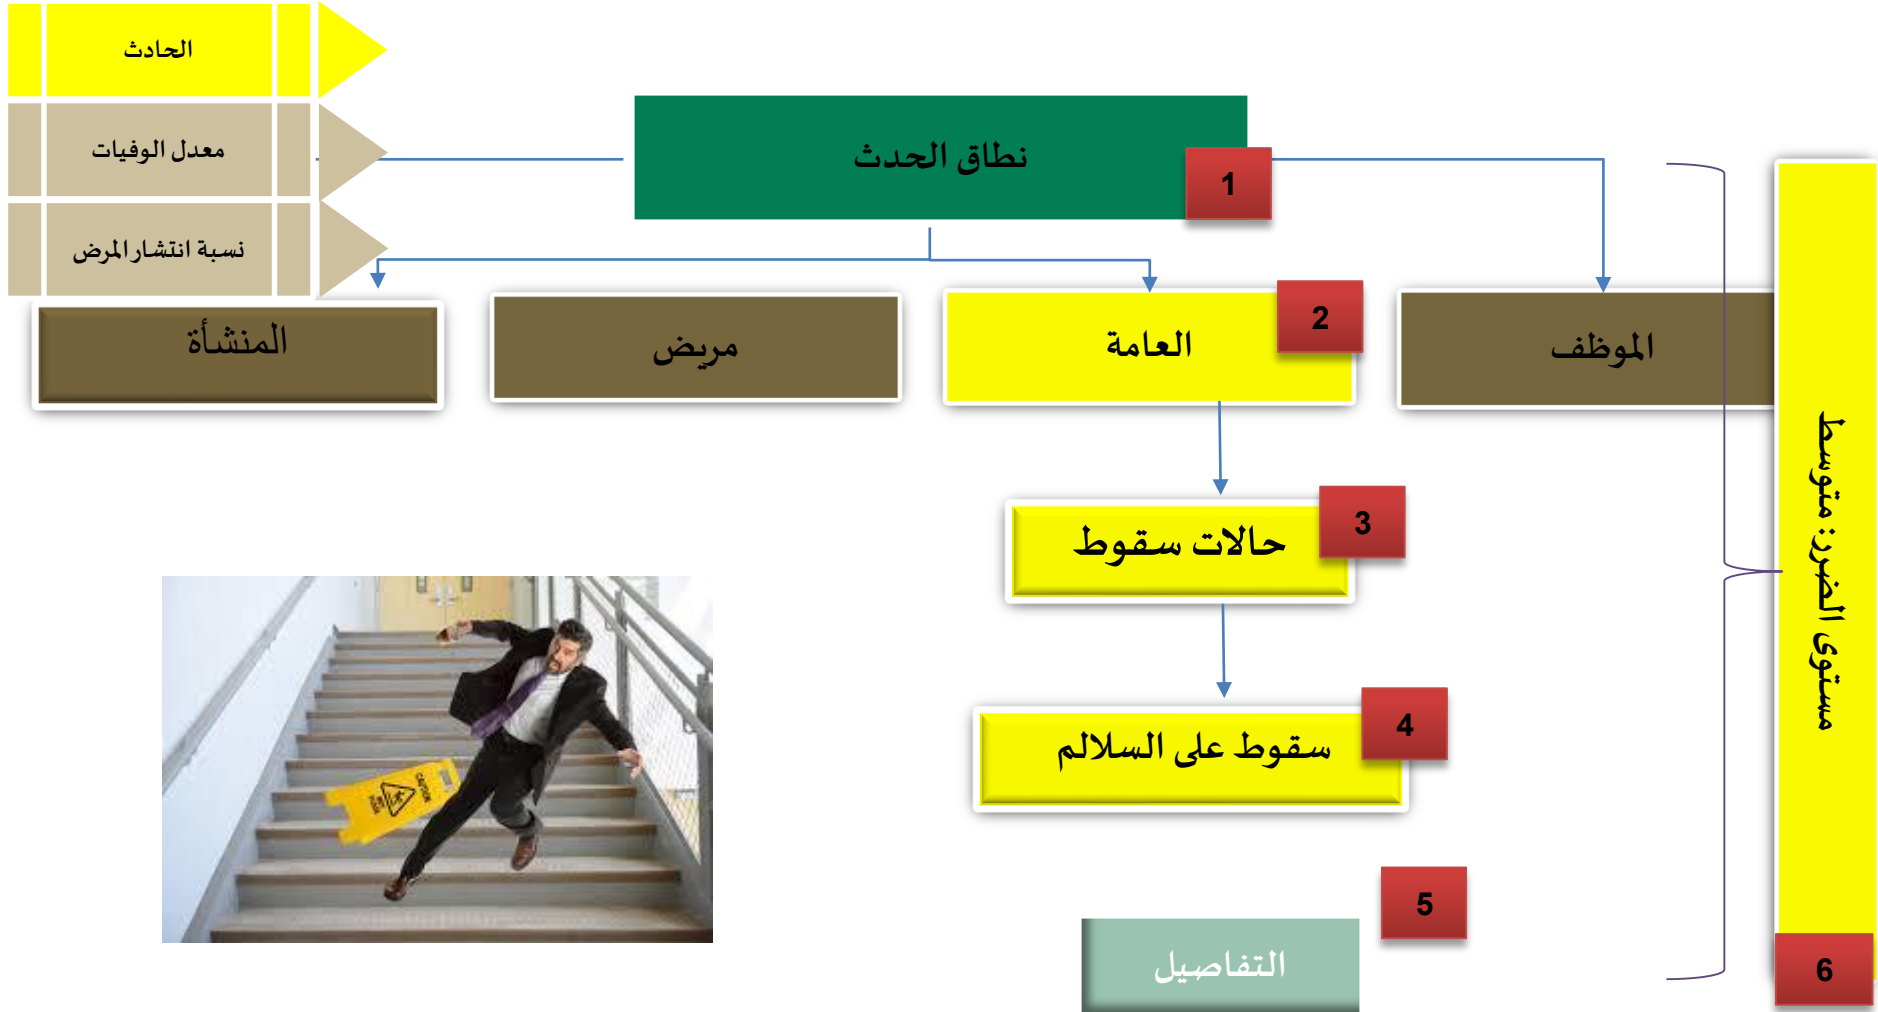 الحادث
معدل الوفيات
نسبة انتشار المرض
نطاق الحدث
1
الموظف
العامة
2
مريض
المنشأة
حالات سقوط
3
سقوط على السلالم
4
5
التفاصيل
مستوى الضرر: متوسط
6
CAUTION